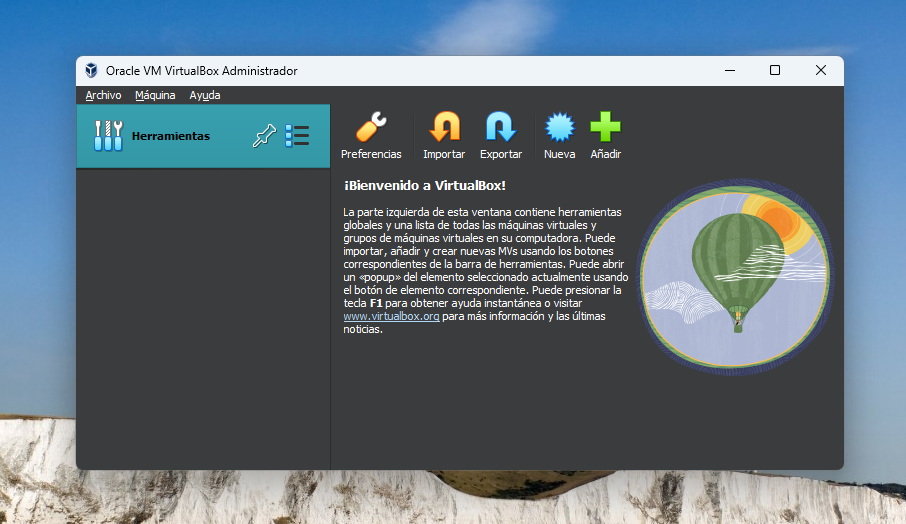 Oracle VM VirtualBox Administrador
Archivo Máquina Ayuda
Herramientas
Preferencias Importar Exportar Nueva Añadir
¡Bienvenido a VirtualBox!
La parte izquierda de esta ventana contiene herramientas
globales y una lista de todas las máquinas virtuales y
grupos de máquinas virtuales en su computadora. Puede
importar, añadir y crear nuevas MVs usando los botones
correspondientes de la barra de herramientas. Puede abrir
un «popup» del elemento seleccionado actualmente usando
el botón de elemento correspondiente. Puede presionar la
tecla F1 para obtener ayuda instantánea o visitar
www.virtualbox.org para más información y las últimas
noticias.